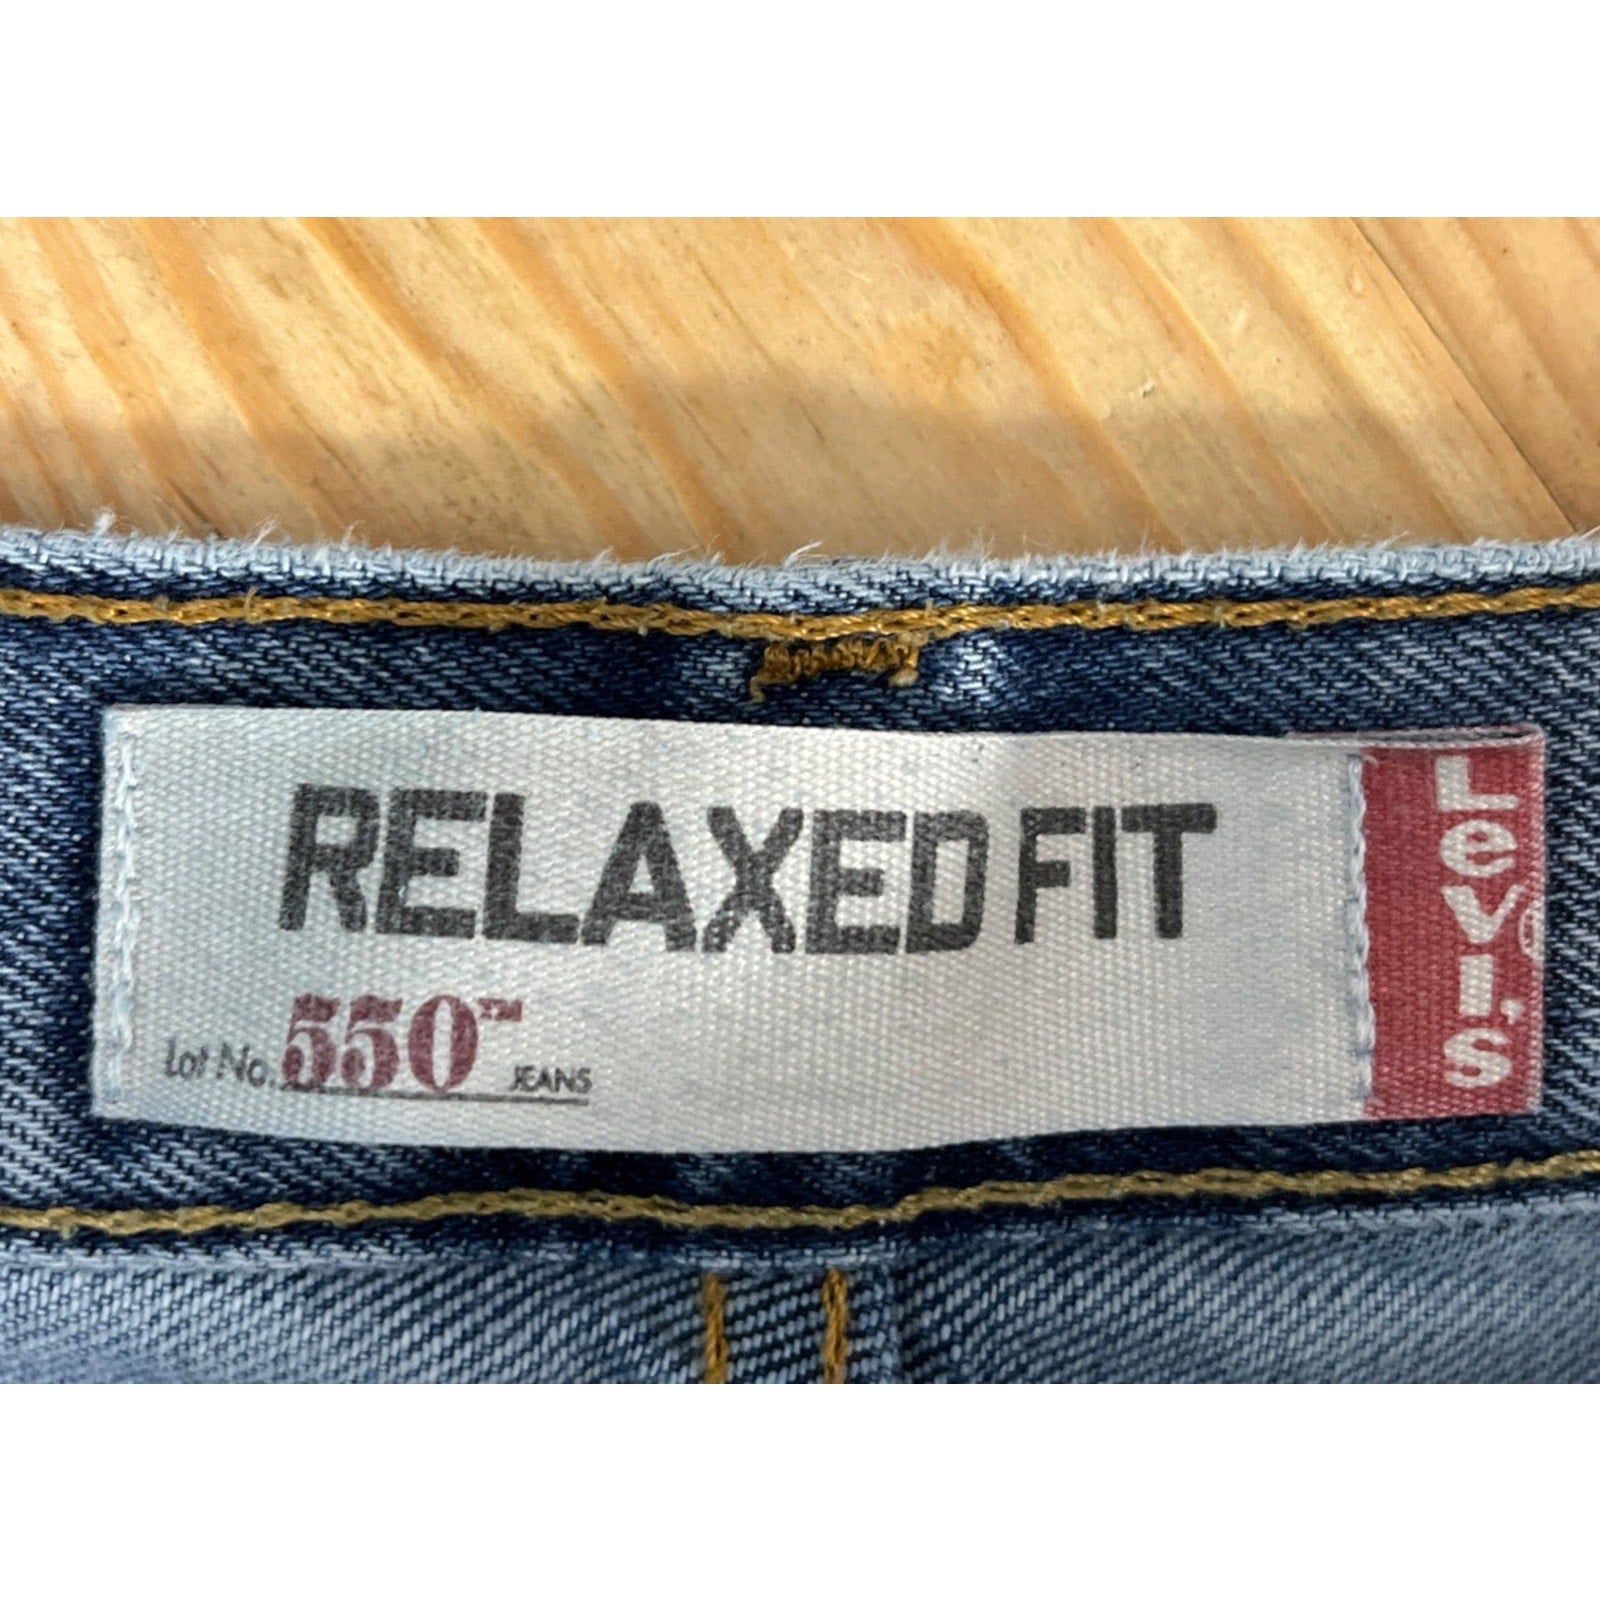 RELAXED FIT
Lot No. 550™ JEANS
Levi's®